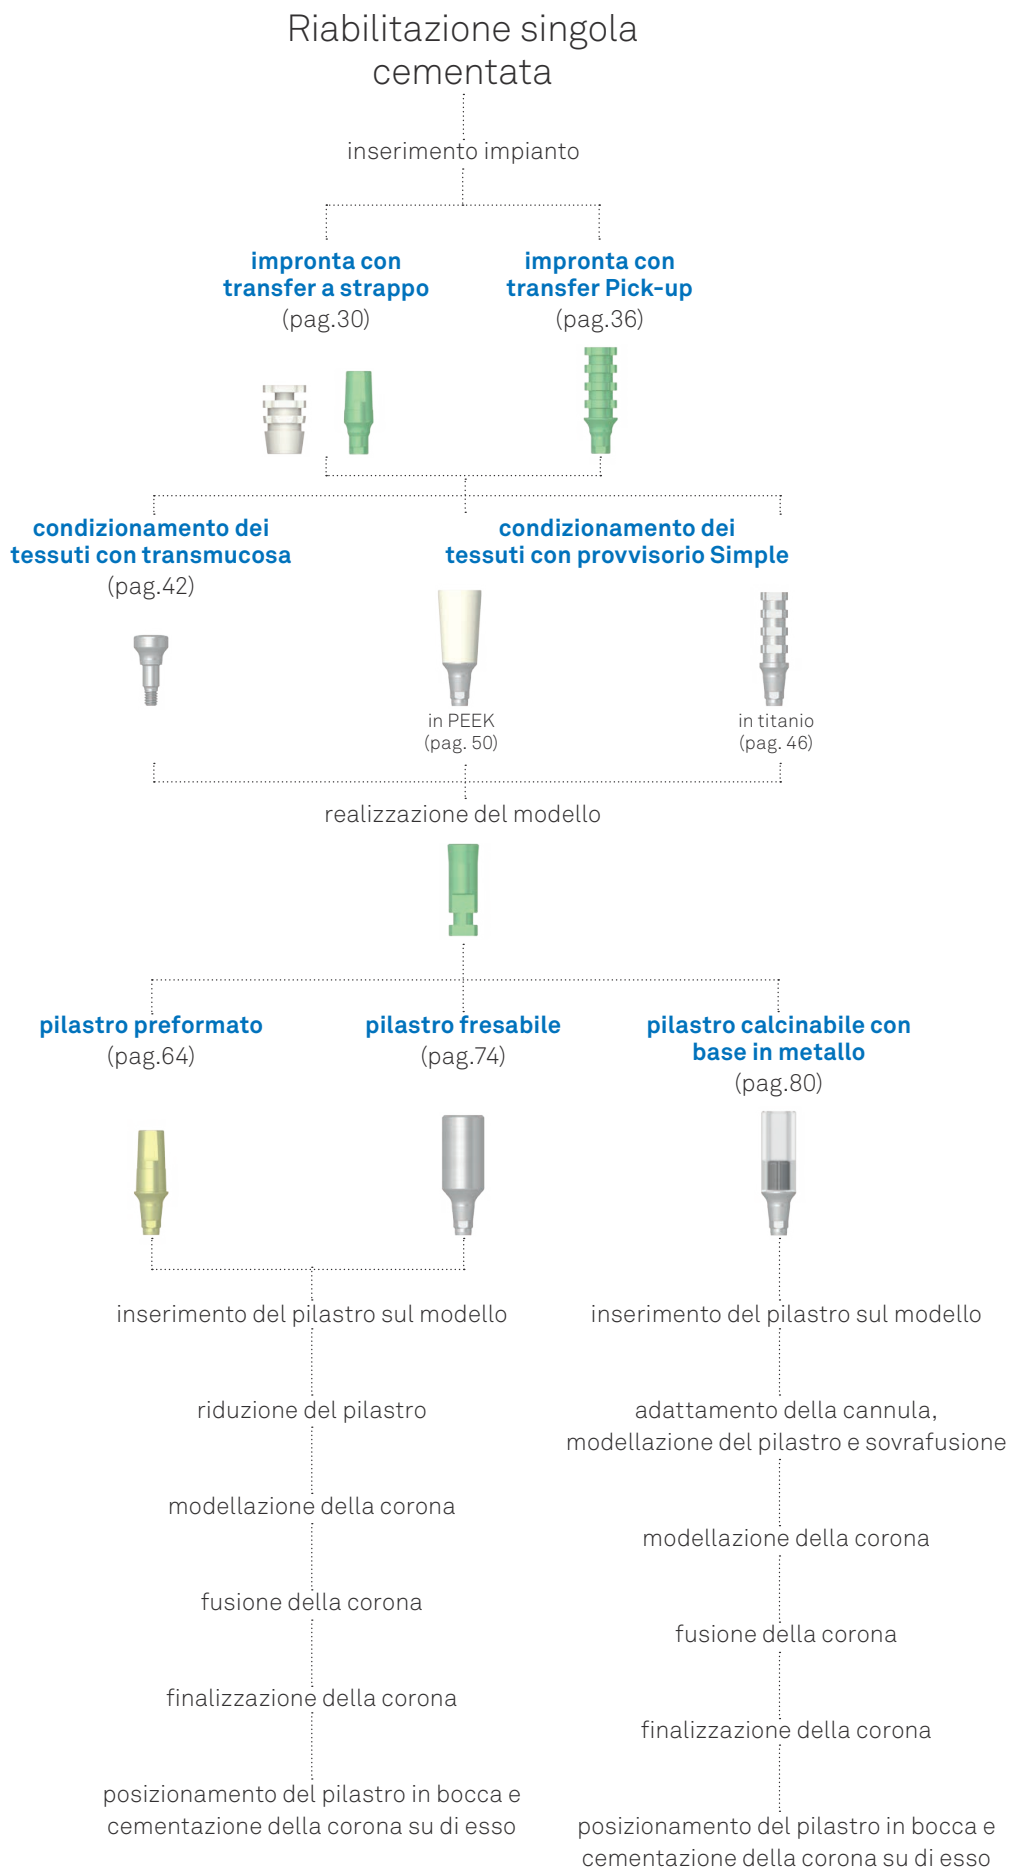 Riabilitazione singola
cementata
inserimento impianto
impronta con
transfer a strappo
(pag.30)
impronta con
transfer Pick-up
(pag.36)
condizionamento dei
tessuti con transmucosa
(pag.42)
condizionamento dei
tessuti con provvisorio Simple
in PEEK
(pag. 50)
in titanio
(pag. 46)
realizzazione del modello
pilastro preformato
(pag.64)
pilastro fresabile
(pag.74)
pilastro calcinabile con
base in metallo
(pag.80)
inserimento del pilastro sul modello
riduzione del pilastro
modellazione della corona
fusione della corona
finalizzazione della corona
posizionamento del pilastro in bocca e
cementazione della corona su di esso
inserimento del pilastro sul modello
adattamento della cannula,
modellazione del pilastro e sovrafusione
modellazione della corona
fusione della corona
finalizzazione della corona
posizionamento del pilastro in bocca e
cementazione della corona su di esso